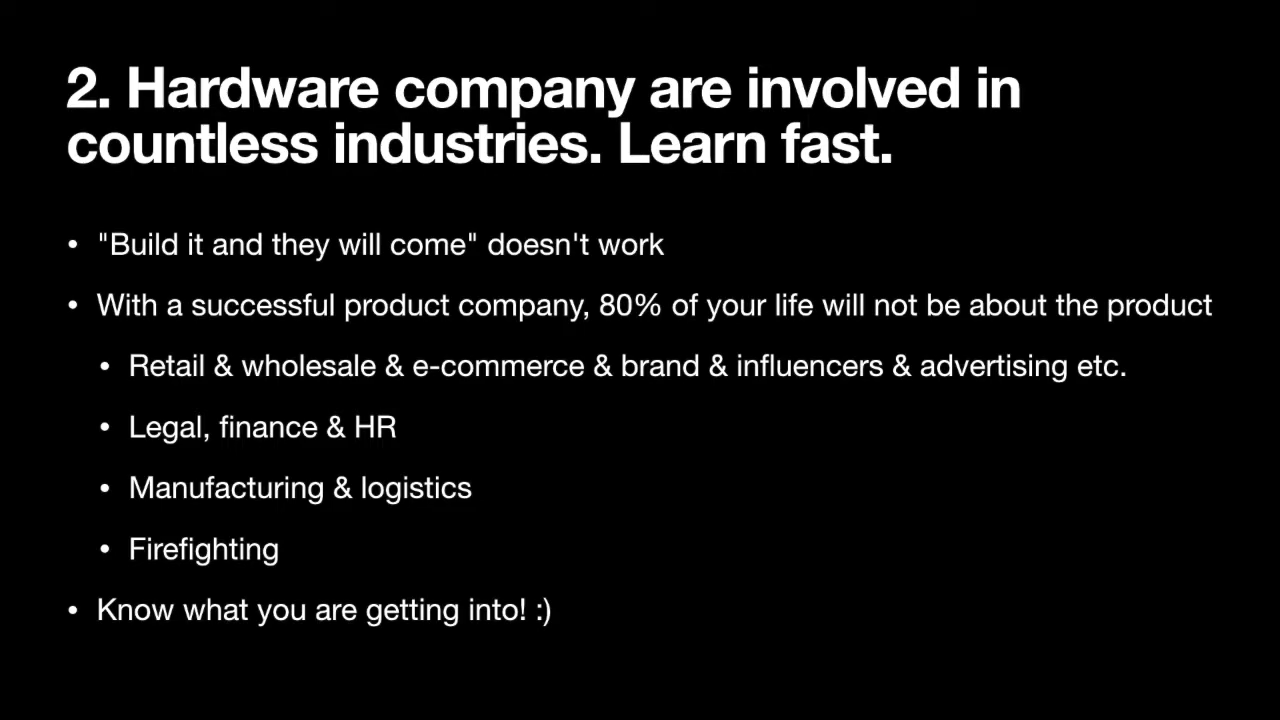 2. Hardware company are involved in
countless industries. Learn fast.
• "Build it and they will come" doesn't work
• With a successful product company, 80% of your life will not be about the product
• Retail & wholesale & e-commerce & brand & influencers & advertising etc.
• Legal, finance & HR
• Manufacturing & logistics
• Firefighting
• Know what you are getting into! :)